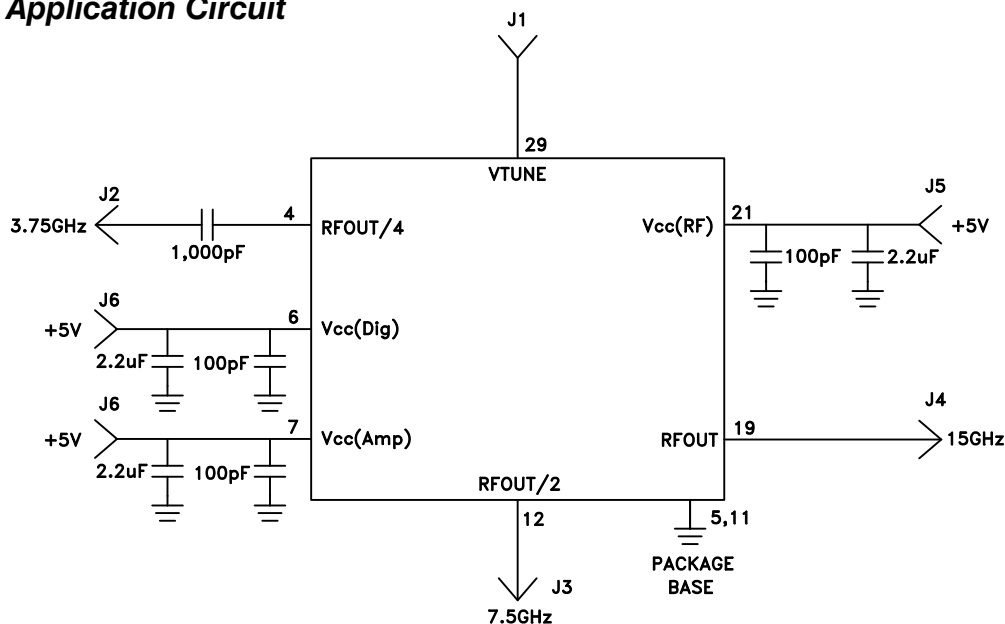 Application Circuit
J1
29
VTUNE
J2
3.75GHz
1,000pF
4
RFOUT/4
Vcc(RF)
21
J5
+5V
100pF
2.2uF
J6
+5V
2.2uF
100pF
6
Vcc(Dig)
J6
+5V
2.2uF
100pF
7
Vcc(Amp)
RFOUT
19
J4
15GHz
RFOUT/2
12
5,11
PACKAGE
BASE
J3
7.5GHz